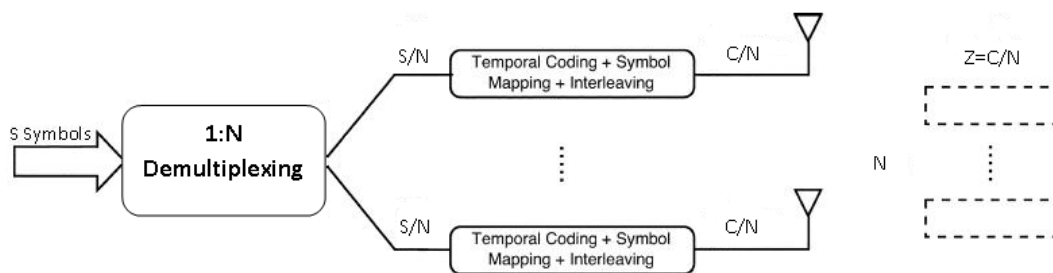 S Symbols
1:N
Demultiplexing
S/N
Temporal Coding + Symbol
Mapping + Interleaving
C/N
S/N
Temporal Coding + Symbol
Mapping + Interleaving
C/N
Z=C/N
N